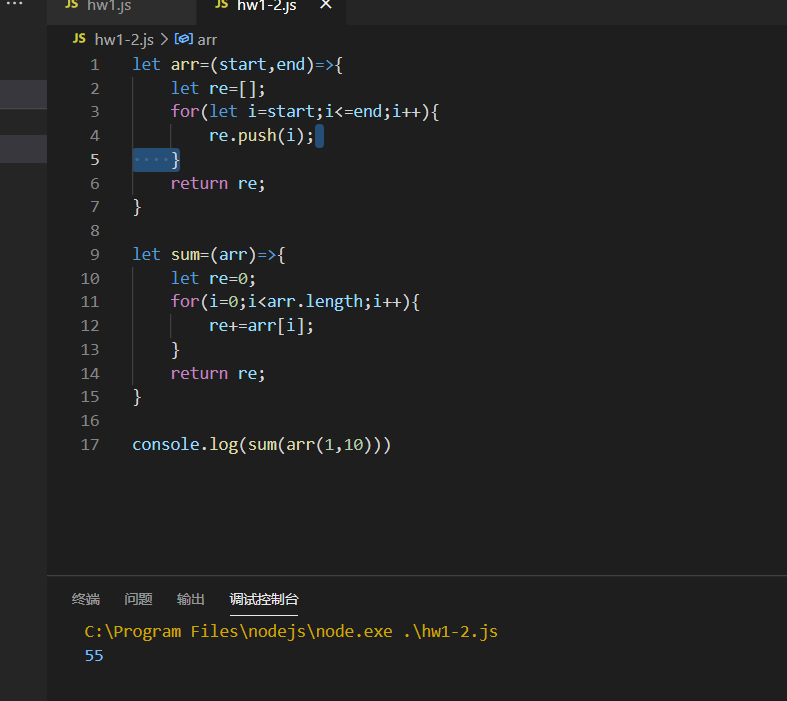 ··· JS hw1.js JS hw1-2.js ×
JS hw1-2.js > arr
1 let arr=(start,end)=>{
2     let re=[];
3     for(let i=start;i<=end;i++){
4         re.push(i);
5 ····}
6     return re;
7 }
8
9 let sum=(arr)=>{
10     let re=0;
11     for(i=0;i<arr.length;i++){
12         re+=arr[i];
13     }
14     return re;
15 }
16
17 console.log(sum(arr(1,10)))
终端 问题 输出 调试控制台
C:\Program Files\nodejs\node.exe .\hw1-2.js
55